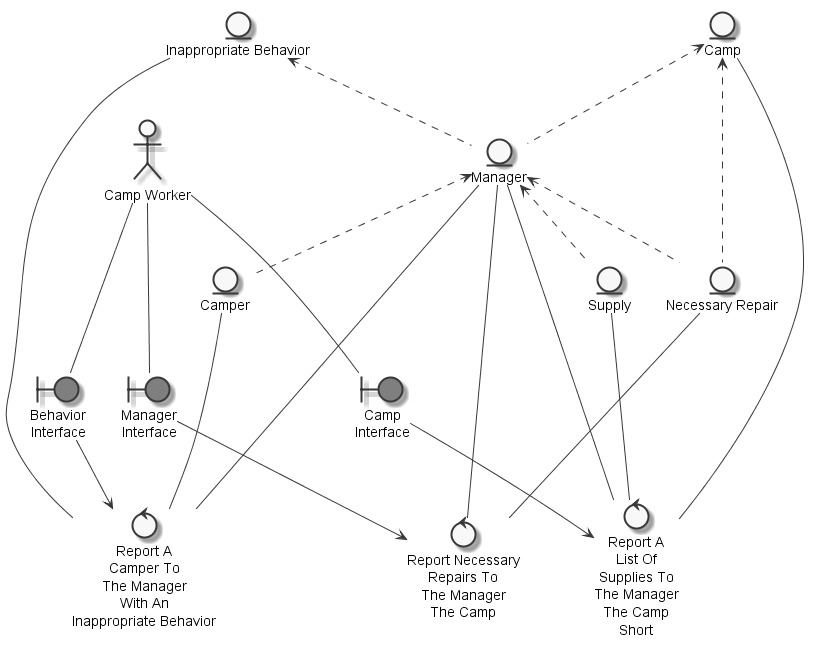 Inappropriate Behavior
Camp
Camp Worker
Manager
Camper
Supply
Necessary Repair
Behavior
Interface
Manager
Interface
Camp
Interface
Report A
Camper To
The Manager
With An
Inappropriate Behavior
Report Necessary
Repairs To
The Manager
The Camp
Report A
List Of
Supplies To
The Manager
The Camp
Short